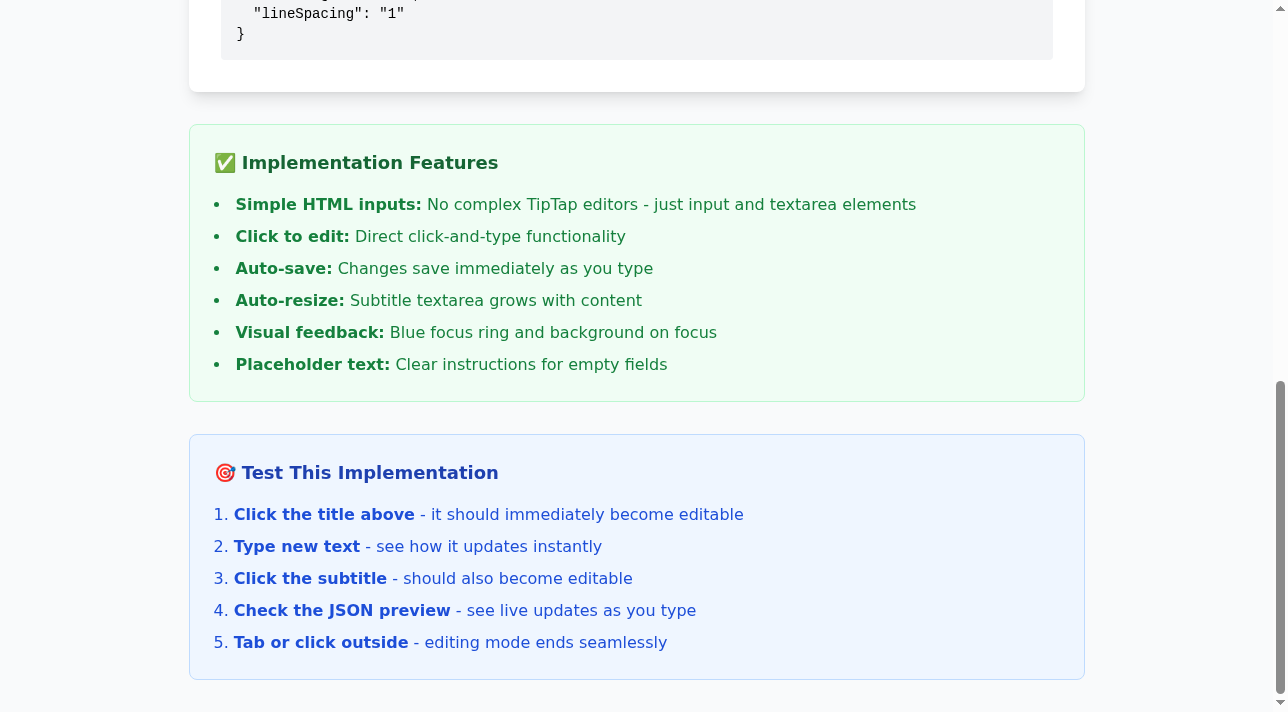 "lineSpacing": "1"
}
✅ Implementation Features
• Simple HTML inputs: No complex TipTap editors - just input and textarea elements
• Click to edit: Direct click-and-type functionality
• Auto-save: Changes save immediately as you type
• Auto-resize: Subtitle textarea grows with content
• Visual feedback: Blue focus ring and background on focus
• Placeholder text: Clear instructions for empty fields
🎯 Test This Implementation
1. Click the title above - it should immediately become editable
2. Type new text - see how it updates instantly
3. Click the subtitle - should also become editable
4. Check the JSON preview - see live updates as you type
5. Tab or click outside - editing mode ends seamlessly